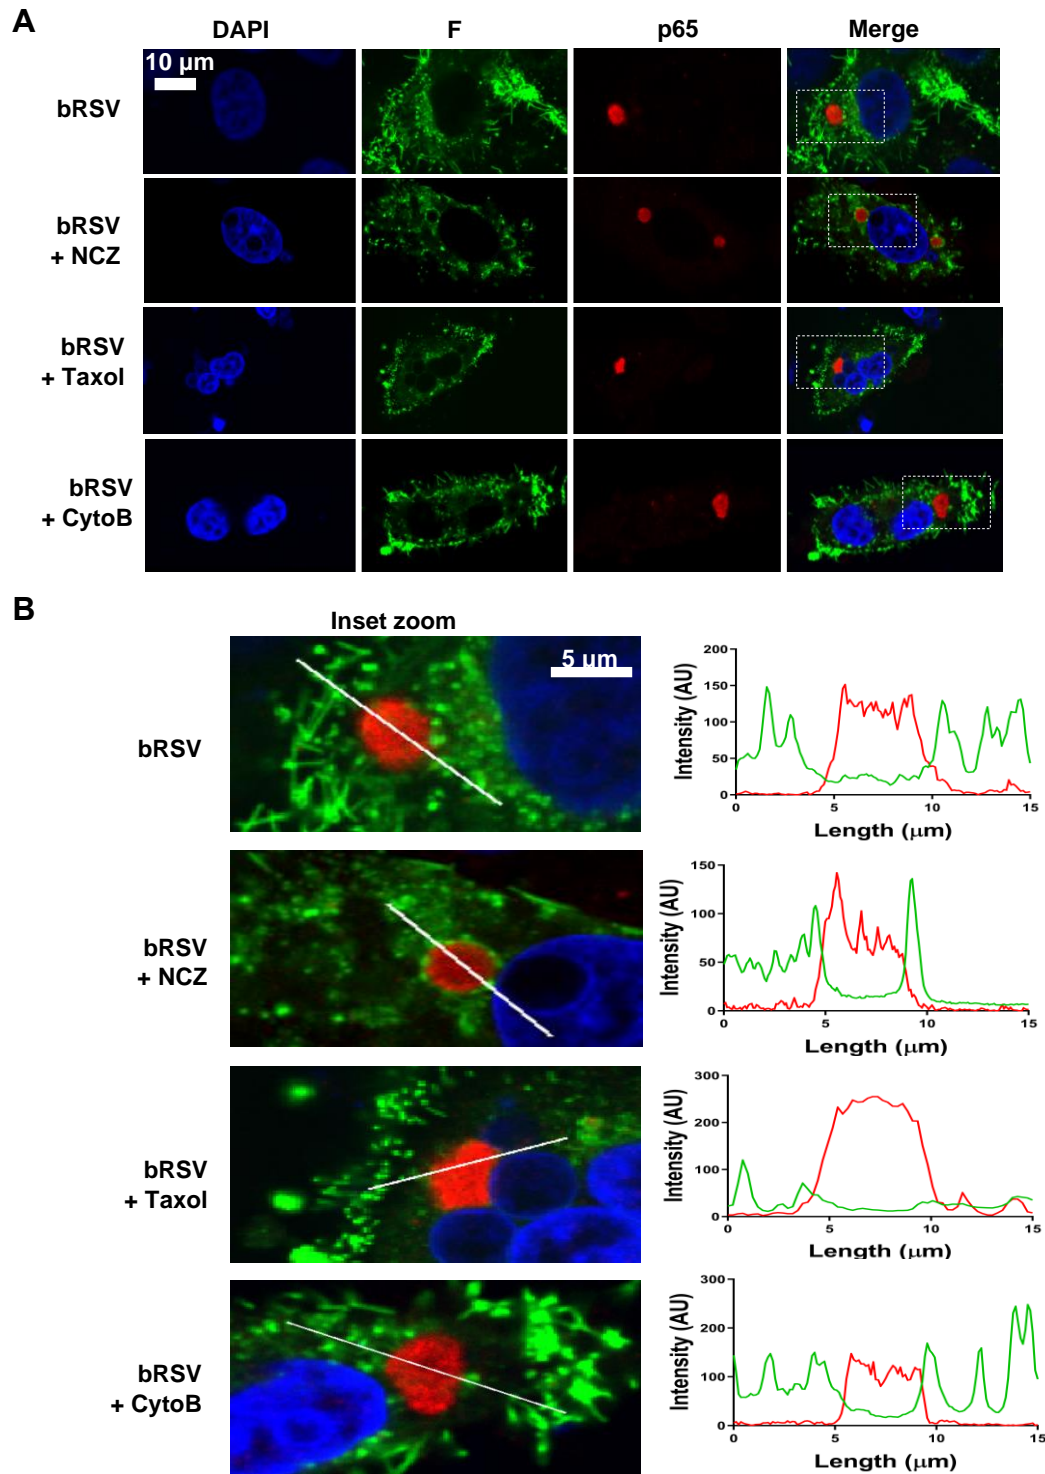 A
DAPI F p65 Merge
10 µm
bRSV
bRSV
+ NCZ
bRSV
+ Taxol
bRSV
+ CytoB
B
Inset zoom
5 µm
bRSV
Intensity (AU)
200
150
100
50
0
0 5 10 15
Length (µm)
bRSV
+ NCZ
Intensity (AU)
150
100
50
0
0 5 10 15
Length (µm)
bRSV
+ Taxol
Intensity (AU)
300
200
100
0
0 5 10 15
Length (µm)
bRSV
+ CytoB
Intensity (AU)
300
200
100
0
0 5 10 15
Length (µm)